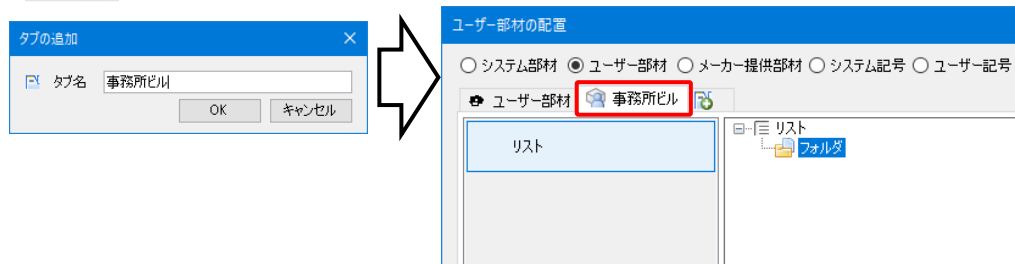 タブの追加
タブ名 事務所ビル
OK キャンセル
ユーザー部材の配置
システム部材 ユーザー部材 メーカー提供部材 システム記号 ユーザー記号
ユーザー部材 事務所ビル
リスト
リスト
フォルダ